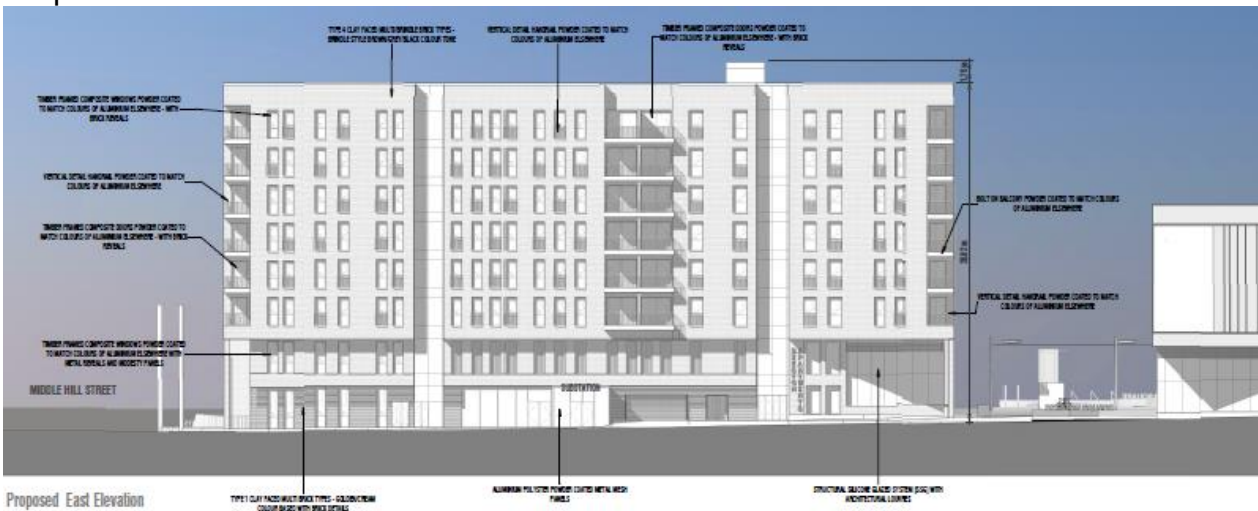 TYPE 4 CLAY FACED MULTI BRINDLE BRICK TYPES -
BRINDLE STYLE BROWN/GREY/BLACK COLOUR TONE
VERTICAL DETAIL HANDRAIL POWDER COATED TO MATCH
COLOURS OF ALUMINIUM ELSEWHERE
TIMBER FRAMED COMPOSITE DOORS POWDER COATED TO
MATCH COLOURS OF ALUMINIUM ELSEWHERE - WITH BRICK
REVEALS
TIMBER FRAMED COMPOSITE WINDOWS POWDER COATED
TO MATCH COLOURS OF ALUMINIUM ELSEWHERE - WITH
BRICK REVEALS
VERTICAL DETAIL HANDRAIL POWDER COATED TO MATCH
COLOURS OF ALUMINIUM ELSEWHERE
TIMBER FRAMED COMPOSITE DOORS POWDER COATED TO
MATCH COLOURS OF ALUMINIUM ELSEWHERE - WITH BRICK
REVEALS
BOLT ON BALCONY POWDER COATED TO MATCH COLOURS
OF ALUMINIUM ELSEWHERE
VERTICAL DETAIL HANDRAIL POWDER COATED TO MATCH
COLOURS OF ALUMINIUM ELSEWHERE
TIMBER FRAMED COMPOSITE WINDOWS POWDER COATED
TO MATCH COLOURS OF ALUMINIUM ELSEWHERE WITH
METAL REVEALS AND MODESTY PANELS
MIDDLE HILL STREET
SUBSTATION
APARTMENTS
Proposed East Elevation
TYPE 1 CLAY FACED MULTI BRICK TYPES - GOLDEN/CREAM
COLOUR BASED WITH BRICK DETAILS
ALUMINIUM POLYSTER POWDER COATED METAL MESH
PANELS
STRUCTURAL SILICONE GLAZED SYSTEM (SSG) WITH
ARCHITECTURAL LOUVRES